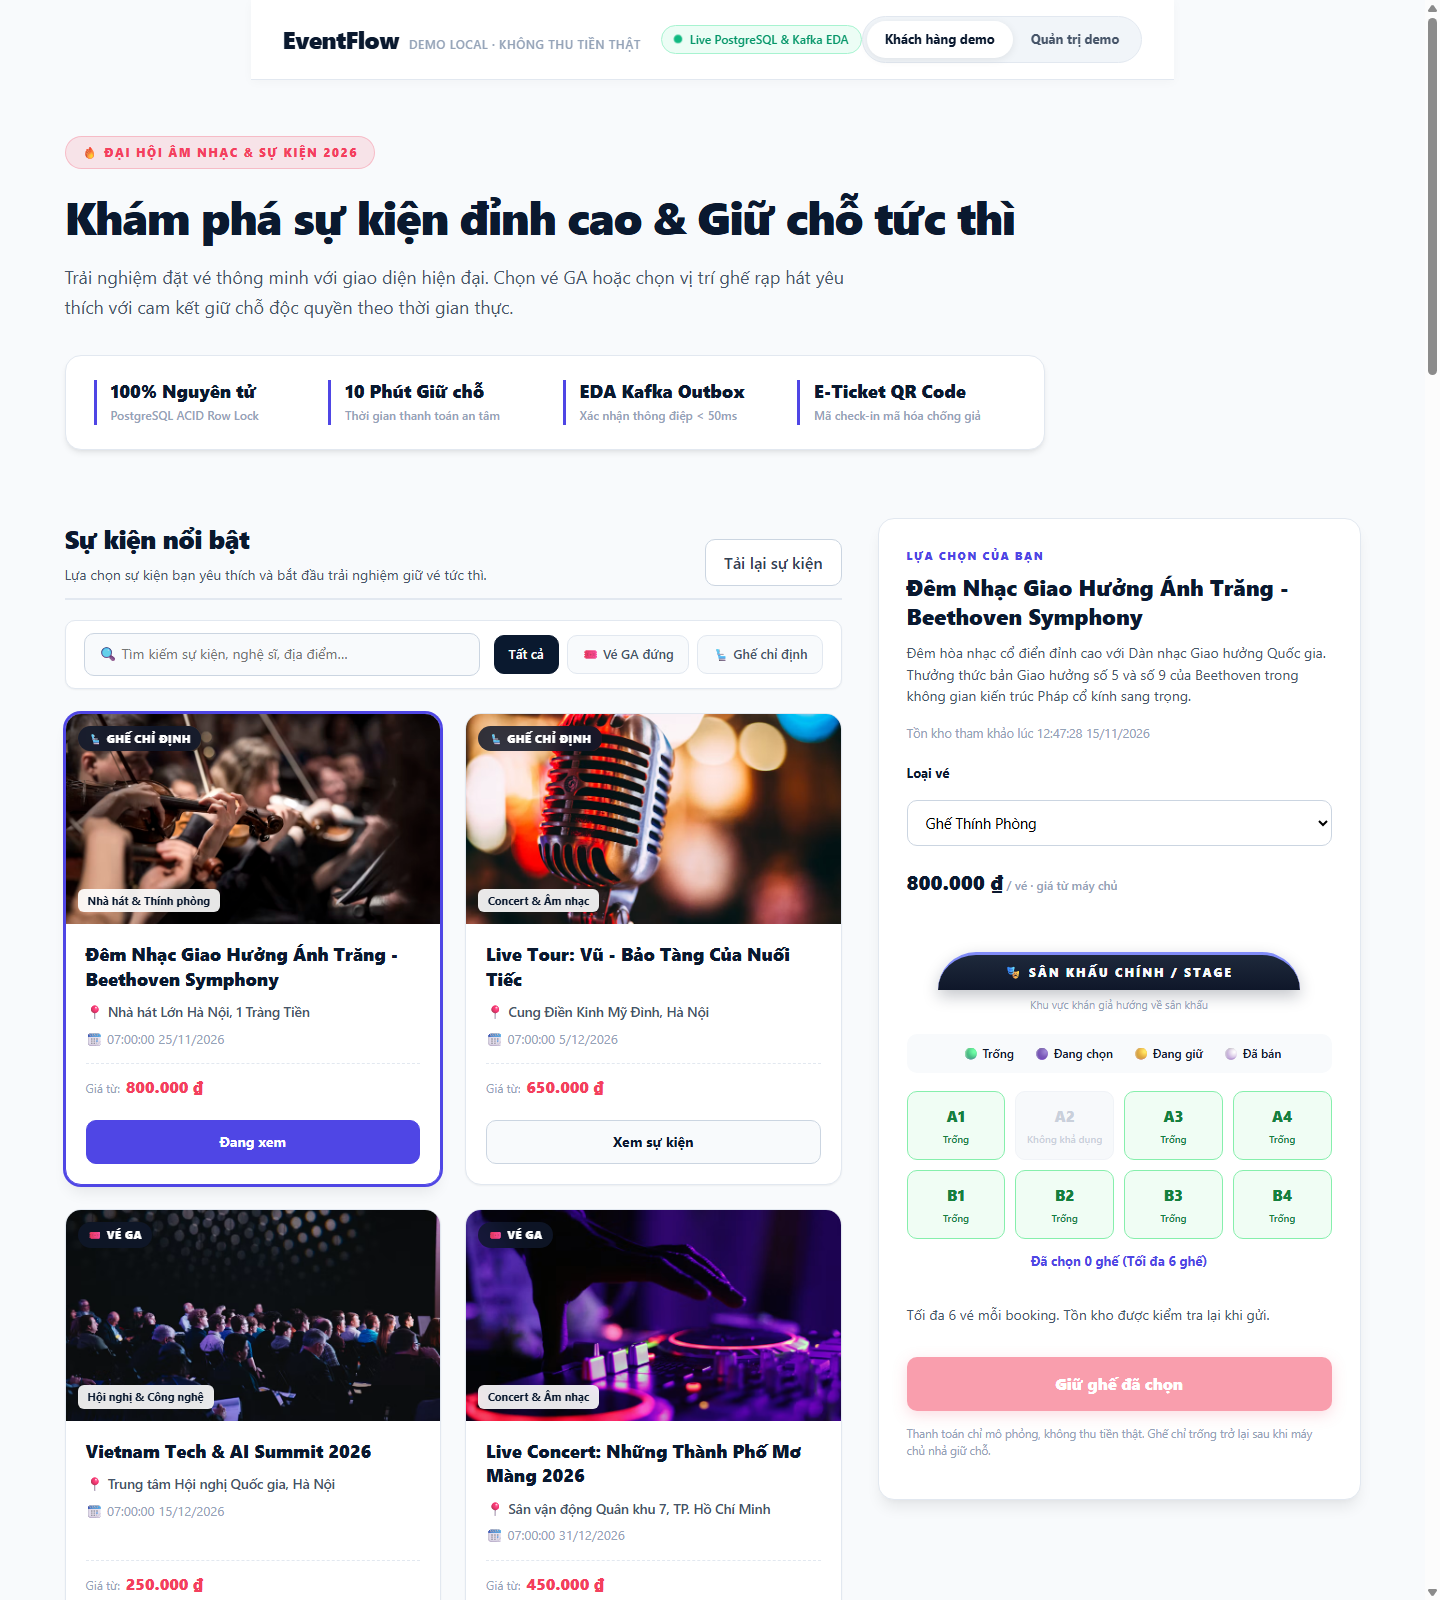 EventFlow DEMO LOCAL · KHÔNG THU TIỀN THẬT
Live PostgreSQL & Kafka EDA
Khách hàng demo
Quản trị demo
ĐẠI HỘI ÂM NHẠC & SỰ KIỆN 2026
Khám phá sự kiện đỉnh cao & Giữ chỗ tức thì
Trải nghiệm đặt vé thông minh với giao diện hiện đại. Chọn vé GA hoặc chọn vị trí ghế rạp hát yêu
thích với cam kết giữ chỗ độc quyền theo thời gian thực.
100% Nguyên tử
PostgreSQL ACID Row Lock
10 Phút Giữ chỗ
Thời gian thanh toán an tâm
EDA Kafka Outbox
Xác nhận thông điệp < 50ms
E-Ticket QR Code
Mã check-in mã hóa chống giả
Sự kiện nổi bật
Lựa chọn sự kiện bạn yêu thích và bắt đầu trải nghiệm giữ vé tức thì.
Tải lại sự kiện
Tìm kiếm sự kiện, nghệ sĩ, địa điểm...
Tất cả
Vé GA đứng
Ghế chỉ định
GHẾ CHỈ ĐỊNH
Nhà hát & Thính phòng
Đêm Nhạc Giao Hưởng Ánh Trăng -
Beethoven Symphony
Nhà hát Lớn Hà Nội, 1 Tràng Tiền
07:00:00 25/11/2026
Giá từ: 800.000 ₫
Đang xem
GHẾ CHỈ ĐỊNH
Concert & Âm nhạc
Live Tour: Vũ - Bảo Tàng Của Nuối
Tiếc
Cung Điền Kinh Mỹ Đình, Hà Nội
07:00:00 5/12/2026
Giá từ: 650.000 ₫
Xem sự kiện
VÉ GA
Hội nghị & Công nghệ
Vietnam Tech & AI Summit 2026
Trung tâm Hội nghị Quốc gia, Hà Nội
07:00:00 15/12/2026
Giá từ: 250.000 ₫
VÉ GA
Concert & Âm nhạc
Live Concert: Những Thành Phố Mơ
Màng 2026
Sân vận động Quân khu 7, TP. Hồ Chí Minh
07:00:00 31/12/2026
Giá từ: 450.000 ₫
LỰA CHỌN CỦA BẠN
Đêm Nhạc Giao Hưởng Ánh Trăng -
Beethoven Symphony
Đêm hòa nhạc cổ điển đỉnh cao với Dàn nhạc Giao hưởng Quốc gia.
Thưởng thức bản Giao hưởng số 5 và số 9 của Beethoven trong
không gian kiến trúc Pháp cổ kính sang trọng.
Tồn kho tham khảo lúc 12:47:28 15/11/2026
Loại vé
Ghế Thính Phòng
800.000 ₫ / vé · giá từ máy chủ
SÂN KHẤU CHÍNH / STAGE
Khu vực khán giả hướng về sân khấu
Trống
Đang chọn
Đang giữ
Đã bán
A1
Trống
A2
Không khả dụng
A3
Trống
A4
Trống
B1
Trống
B2
Trống
B3
Trống
B4
Trống
Đã chọn 0 ghế (Tối đa 6 ghế)
Tối đa 6 vé mỗi booking. Tồn kho được kiểm tra lại khi gửi.
Giữ ghế đã chọn
Thanh toán chỉ mô phỏng, không thu tiền thật. Ghế chỉ trống trở lại sau khi máy
chủ nhả giữ chỗ.